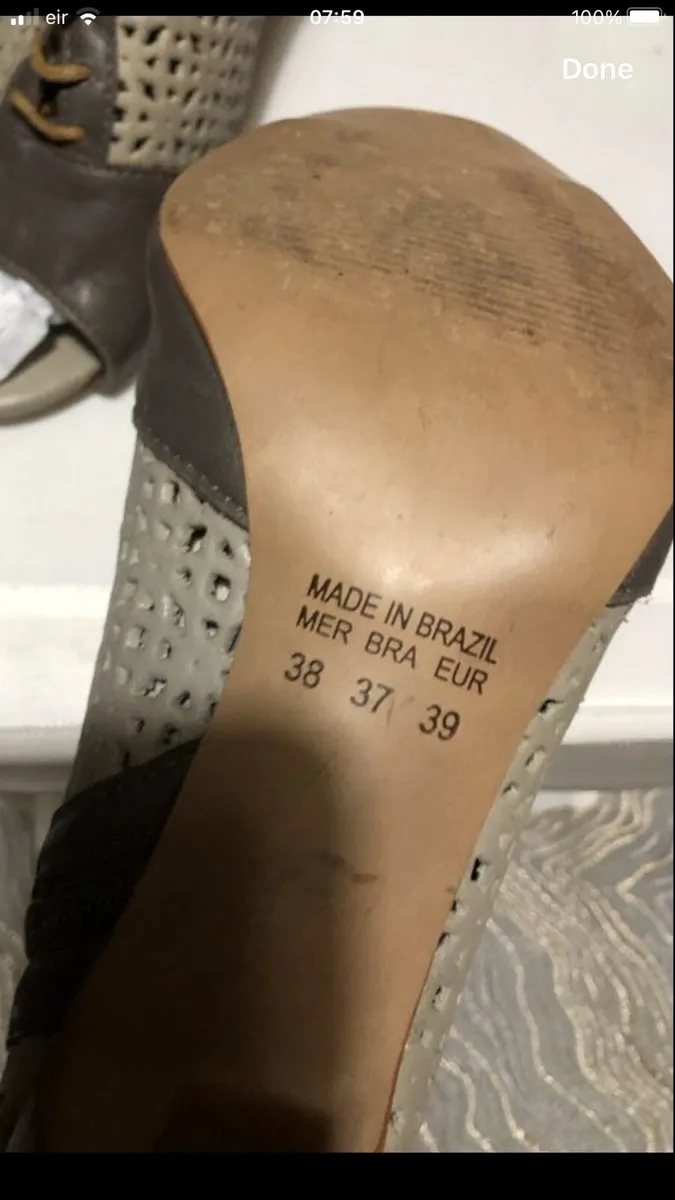 eir 07:59 100%
Done
MADE IN BRAZIL
MER BRA EUR
38 37 39